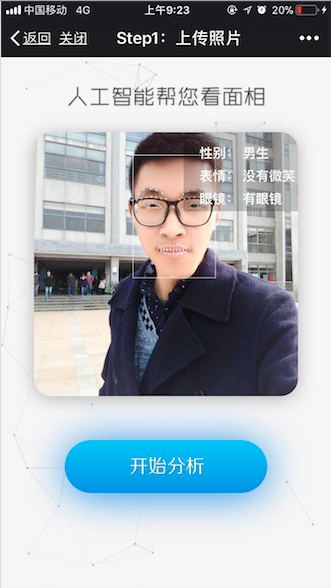 中国移动 4G 上午9:23 20%
返回 关闭 Step1：上传照片
人工智能帮您看面相
性别： 男生
表情： 没有微笑
眼镜： 有眼镜
开始分析